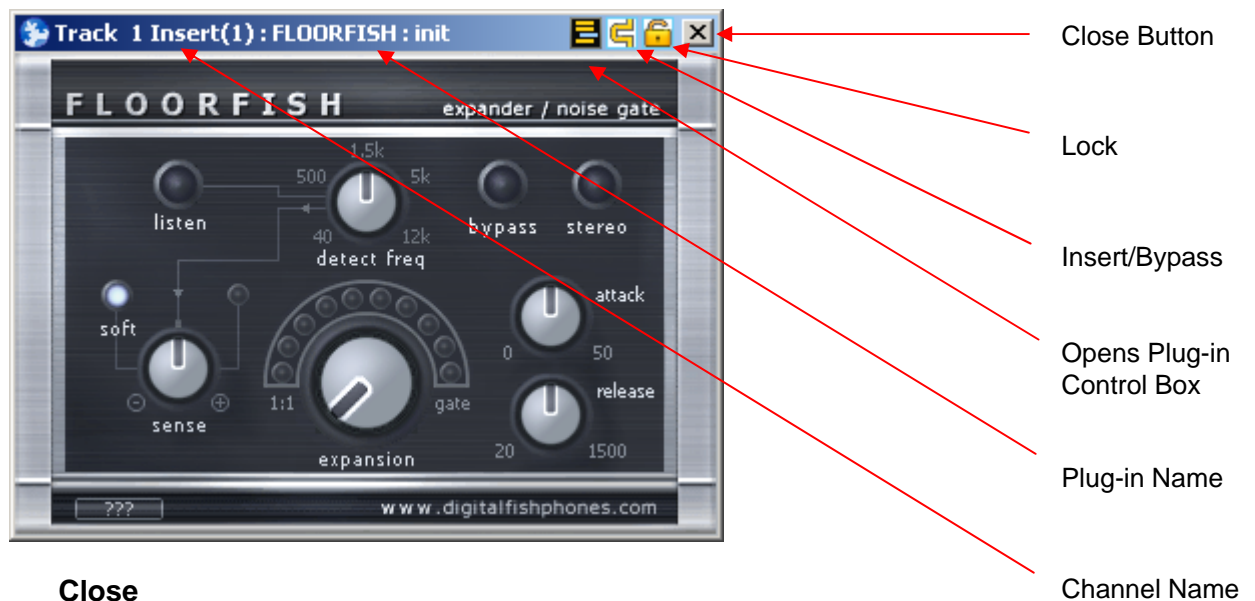 Track 1 Insert(1) : FLOORFISH : init
Close Button
FLOORFISH
expander / noise gate
Lock
1.5k
500
5k
listen
bypass
stereo
40
12k
detect freq
Insert/Bypass
attack
soft
0
50
Opens Plug-in
Control Box
release
1:1
gate
sense
20
1500
expansion
Plug-in Name
???
www.digitalfishphones.com
Close
Channel Name